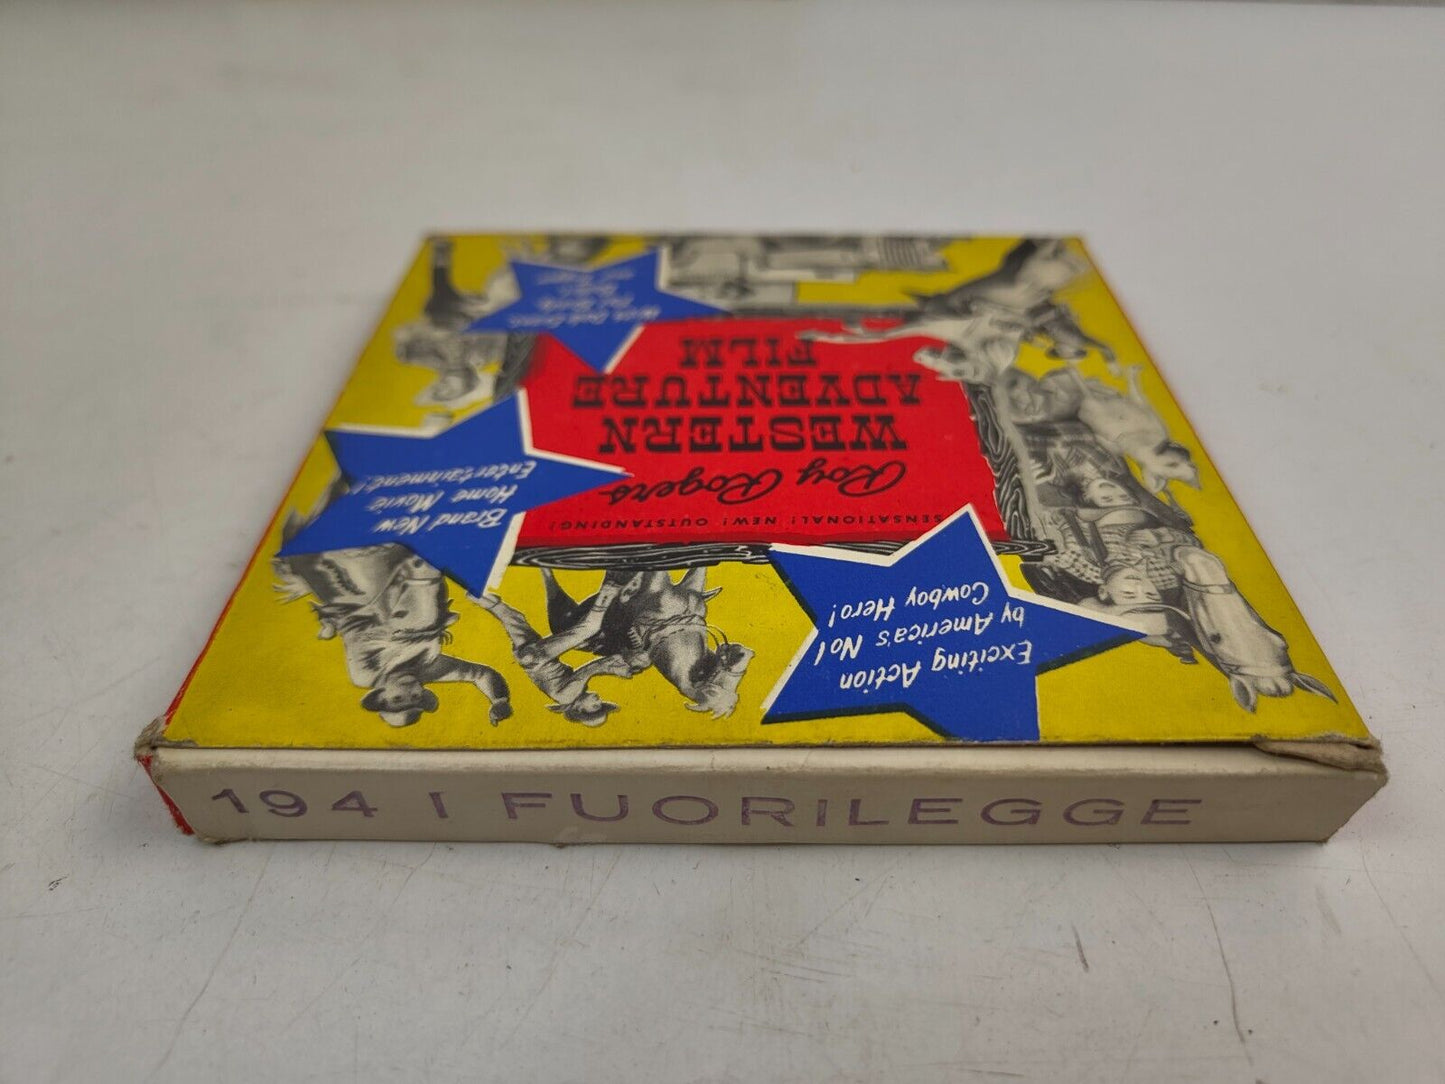 SENSATIONAL! NEW! OUTSTANDING!
Roy Rogers
WESTERN
ADVENTURE
FILM
Exciting Action
by America's No 1
Cowboy Hero!
Brand New
Home Movie
Entertainment!
194 I FUORILEGGE